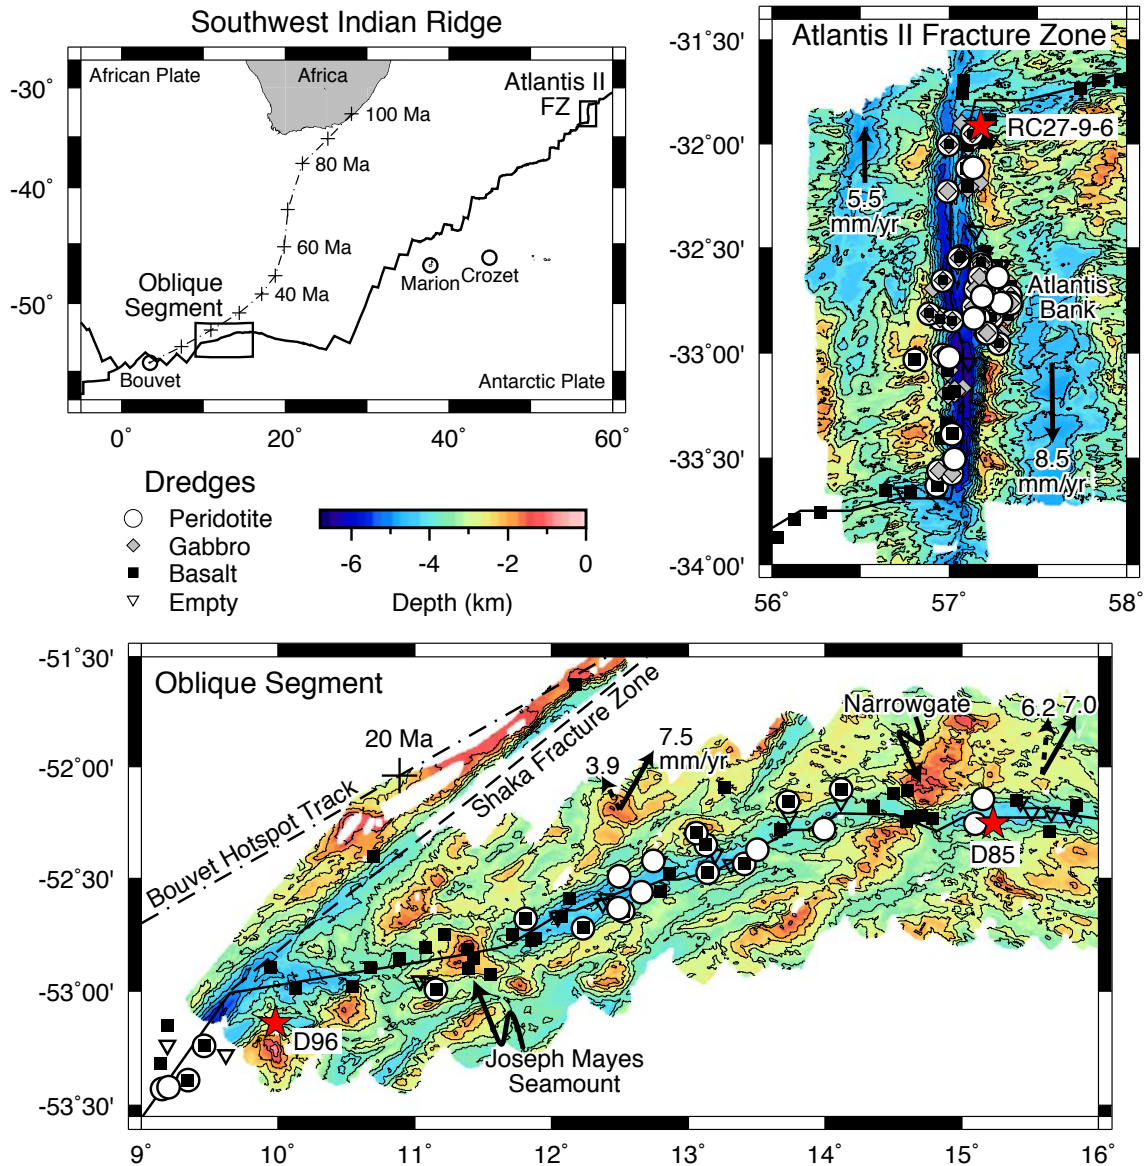 Southwest Indian Ridge
-30°
-40°
-50°
0°
20°
40°
60°
African Plate
Africa
Atlantis II
FZ
100 Ma
80 Ma
60 Ma
40 Ma
Oblique
Segment
Marion
Crozet
Bouvet
Antarctic Plate
Dredges
Peridotite
Gabbro
Basalt
Empty
-6
-4
-2
0
Depth (km)
Atlantis II Fracture Zone
-31°30'
-32°00'
-32°30'
-33°00'
-33°30'
-34°00'
56°
57°
58°
RC27-9-6
5.5
mm/yr
Atlantis
Bank
8.5
mm/yr
Oblique Segment
-51°30'
-52°00'
-52°30'
-53°00'
-53°30'
9°
10°
11°
12°
13°
14°
15°
16°
20 Ma
Bouvet Hotspot Track
Shaka Fracture Zone
3.9
7.5
mm/yr
Narrowgate
6.2
7.0
D85
D96
Joseph Mayes
Seamount